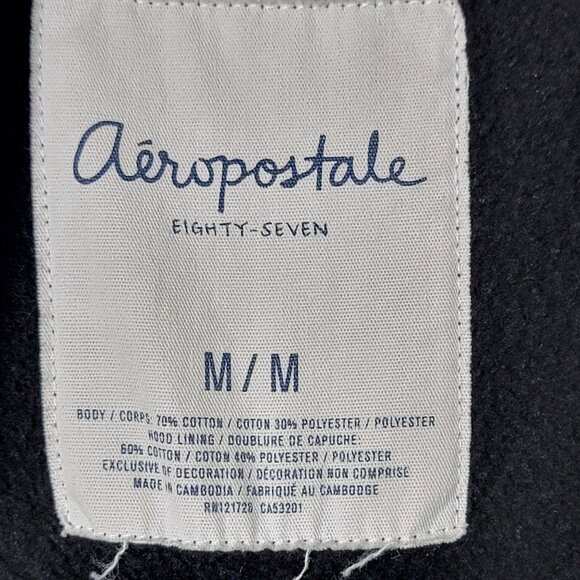 aéropostale
EIGHTY-SEVEN
M / M
BODY / CORPS: 70% COTTON / COTON 30% POLYESTER / POLYESTER
HOOD LINING / DOUBLURE DE CAPUCHE:
60% COTTON / COTON 40% POLYESTER / POLYESTER
EXCLUSIVE OF DECORATION / DÉCORATION NON COMPRISE
MADE IN CAMBODIA / FABRIQUÉ AU CAMBODGE
RN121728 CA53201